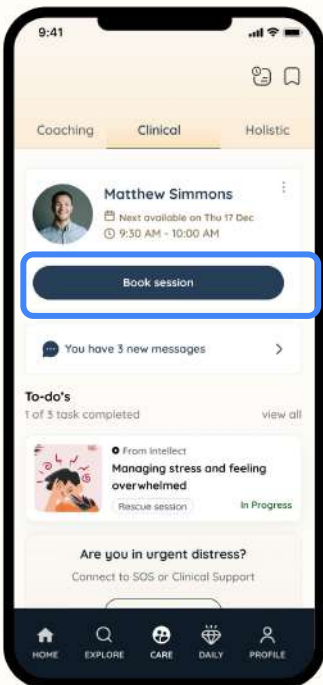 9:41
Coaching Clinical Holistic
Matthew Simmons
Next available on Thu 17 Dec
9:30 AM - 10:00 AM
Book session
You have 3 new messages
To-do's
1 of 3 task completed view all
From Intellect
Managing stress and feeling
overwhelmed
Rescue session In Progress
Are you in urgent distress?
Connect to SOS or Clinical Support
HOME EXPLORE CARE DAILY PROFILE